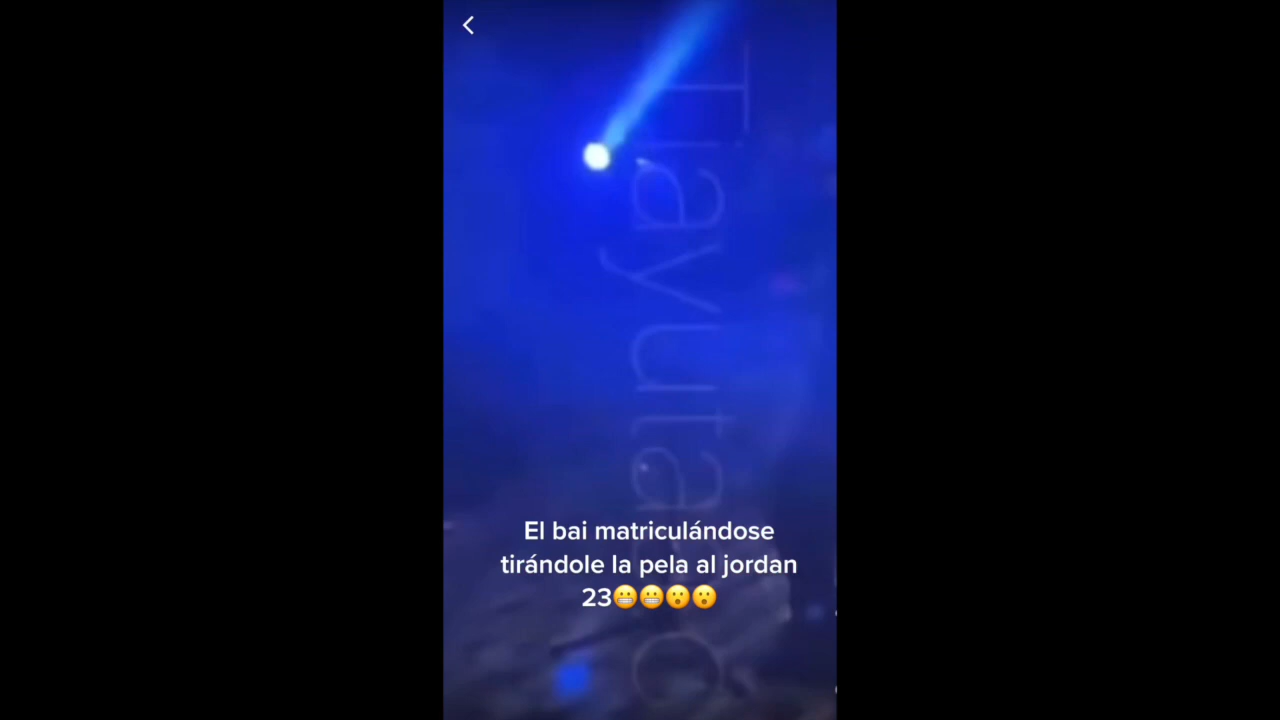 El bai matriculándose
tirándole la pela al jordan
23😬😬😮😮